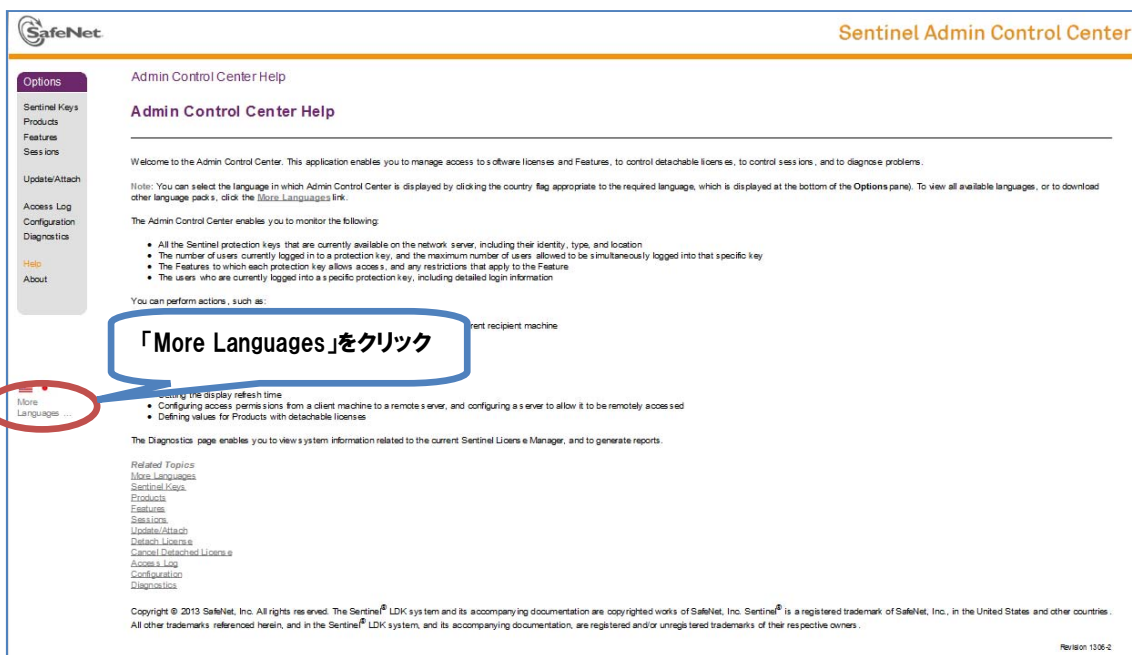 SafeNet.
Sentinel Admin Control Center
Options
Sentinel Keys
Products
Features
Sessions
Update/Attach
Access Log
Configuration
Diagnostics
Help
About
More
Languages ...
Admin Control Center Help
Admin Control Center Help
Welcome to the Admin Control Center. This application enables you to manage access to software licenses and Features, to control detachable licenses, to control sessions, and to diagnose problems.
Note: You can select the language in which Admin Control Center is displayed by clicking the country flag appropriate to the required language, which is displayed at the bottom of the Options pane). To view all available languages, or to download
other language packs, click the More Languages link.
The Admin Control Center enables you to monitor the following:
• All the Sentinel protection keys that are currently available on the network server, including their identity, type, and location
• The number of users currently logged in to a protection key, and the maximum number of users allowed to be simultaneously logged into that specific key
• The Features to which each protection key allows access, and any restrictions that apply to the Feature
• The users who are currently logged into a specific protection key, including detailed login information
You can perform actions, such as:
rent recipient machine
「More Languages」をクリック
the display refresh time
• Configuring access permissions from a client machine to a remote server, and configuring a server to allow it to be remotely accessed
• Defining values for Products with detachable licenses
The Diagnostics page enables you to view system information related to the current Sentinel License Manager, and to generate reports.
Related Topics
More Languages
Sentinel Keys
Products
Features
Sessions
Update/Attach
Detach License
Cancel Detached License
Access Log
Configuration
Diagnostics
Copyright © 2013 SafeNet, Inc. All rights reserved. The Sentinel® LDK system and its accompanying documentation are copyrighted works of SafeNet, Inc. Sentinel® is a registered trademark of SafeNet, Inc., in the United States and other countries.
All other trademarks referenced herein, and in the Sentinel® LDK system, and its accompanying documentation, are registered and/or unregistered trademarks of their respective owners.
Revision 1306-2